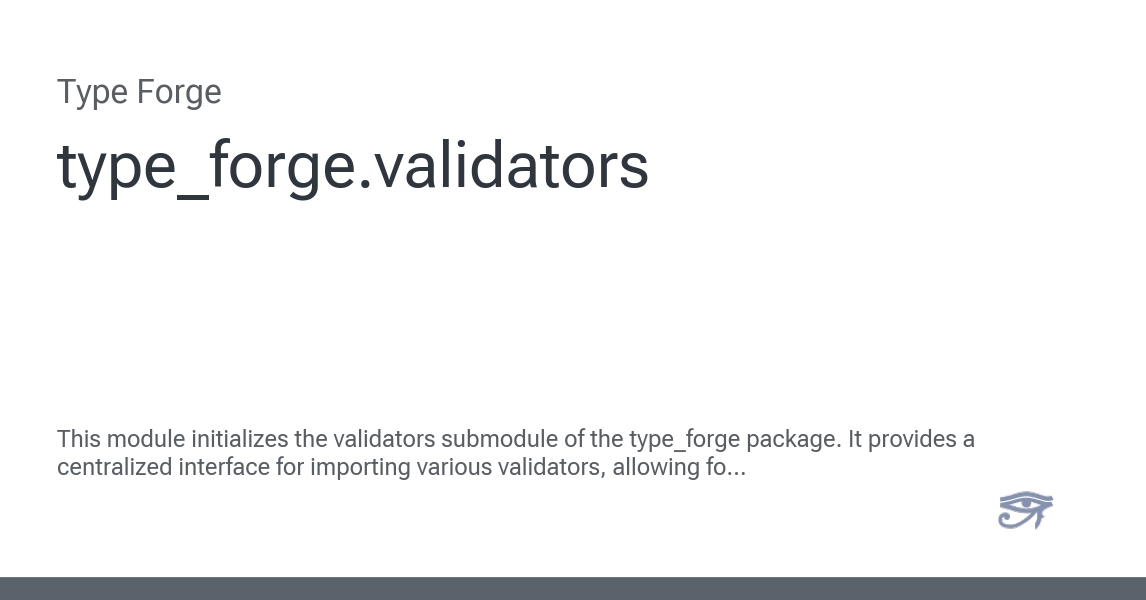 Type Forge
type_forge.validators
This module initializes the validators submodule of the type_forge package. It provides a
centralized interface for importing various validators, allowing fo...